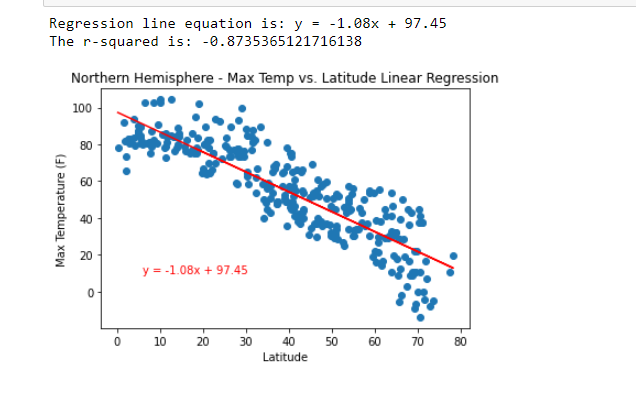 Regression line equation is: y = -1.08x + 97.45
The r-squared is: -0.8735365121716138
Northern Hemisphere - Max Temp vs. Latitude Linear Regression
100
80
60
40
20
0
Max Temperature (F)
y = -1.08x + 97.45
0 10 20 30 40 50 60 70 80
Latitude